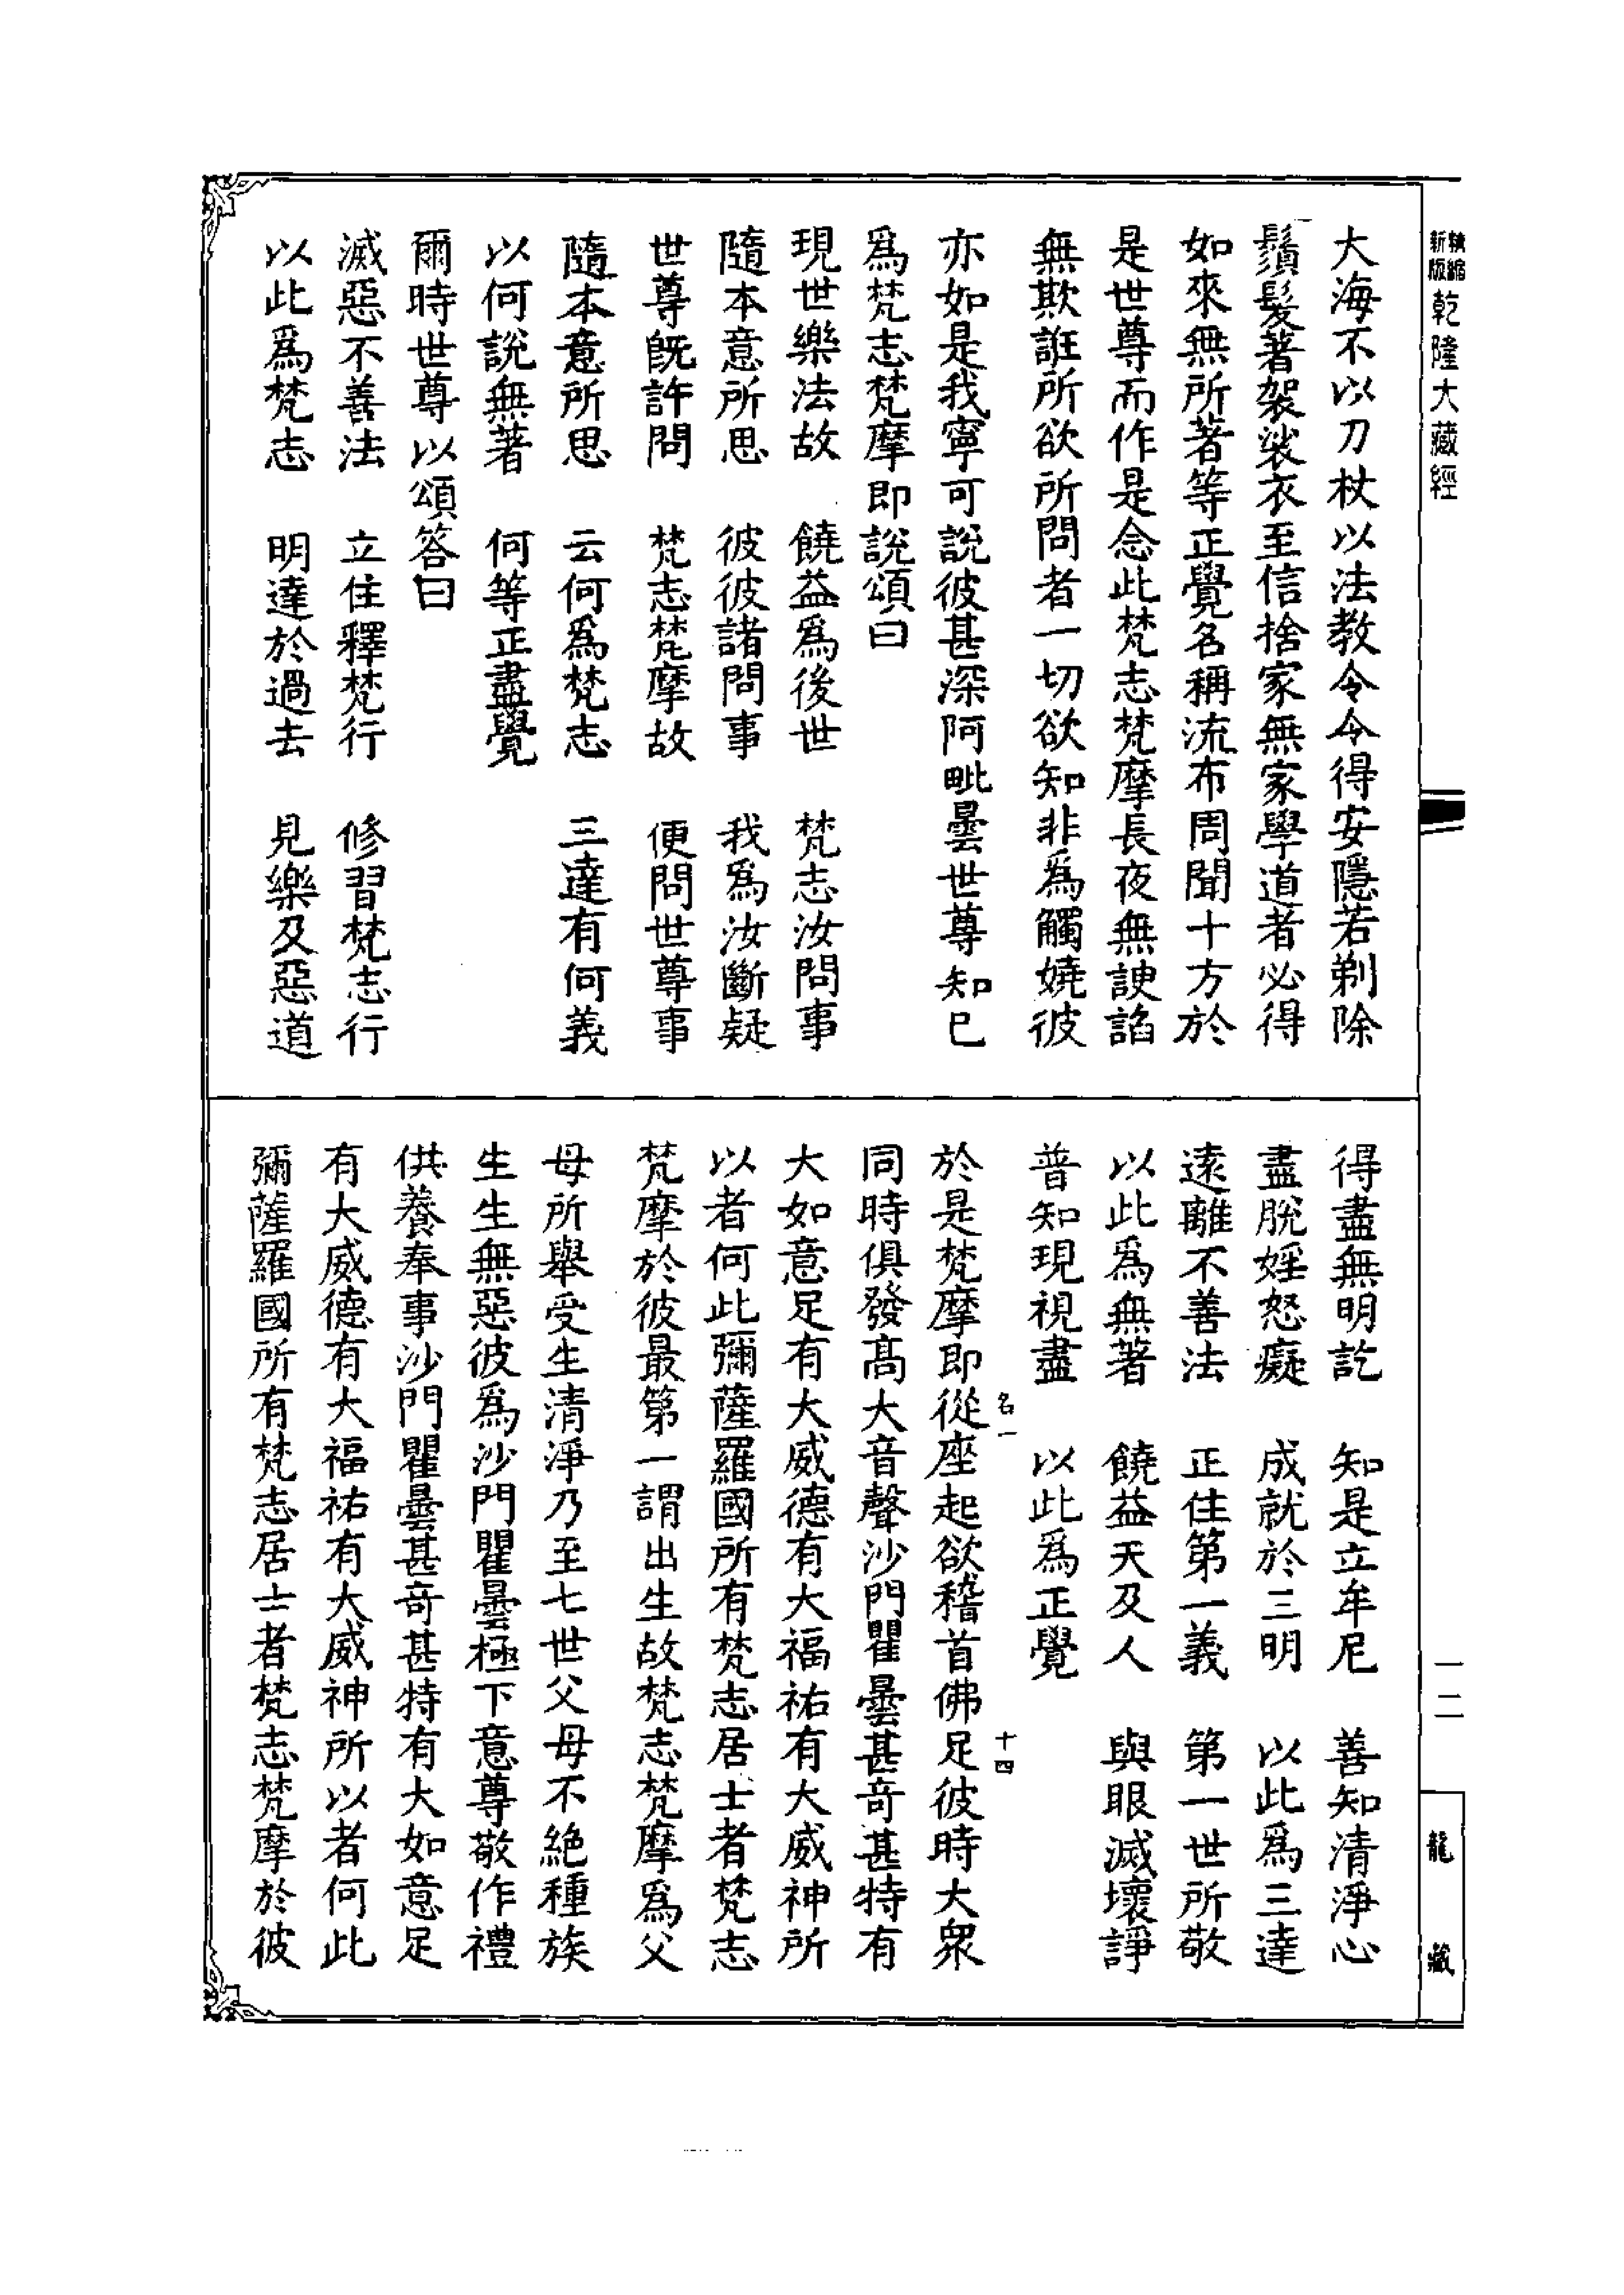 新版 縮
乾隆大藏經
大海不以刀杖以法教令令得安隱若剃除
鬚髮著袈裟衣至信捨家無家學道者必得
如來無所著等正覺名稱流布周聞十方於
是世尊而作是念此梵志梵摩長夜無諛諂
無欺誑所欲所問者一切欲知非爲觸嬈彼
亦如是我寧可說彼甚深阿毗曇世尊知已
爲梵志梵摩即說頌曰
現世樂法故　饒益爲後世　梵志汝問事
隨本意所思　彼彼諸問事　我爲汝斷疑
世尊旣許問　梵志梵摩故　便問世尊事
隨本意所思　云何爲梵志　三達有何義
以何說無著　何等正盡覺
爾時世尊以頌答曰
滅惡不善法　立住釋梵行　修習梵志行
以此爲梵志　明達於過去　見樂及惡道
得盡無明訖　知是立牟尼　善知清淨心
盡脫婬怒癡　成就於三明　以此爲三達
遠離不善法　正住第一義　第一世所敬
以此爲無著　饒益天及人　與眼滅壞諍
普知現視盡　以此爲正覺
名一　十四
於是梵摩即從座起欲稽首佛足彼時大衆
同時俱發高大音聲沙門瞿曇甚奇甚特有
大如意足有大威德有大福祐有大威神所
以者何此彌薩羅國所有梵志居士者梵志
梵摩於彼最第一謂出生故梵志梵摩爲父
母所舉受生清淨乃至七世父母不絕種族
生生無惡彼爲沙門瞿曇極下意尊敬作禮
供養奉事沙門瞿曇甚奇甚特有大如意足
有大威德有大福祐有大威神所以者何此
彌薩羅國所有梵志居士者梵志梵摩於彼
一二
龍藏